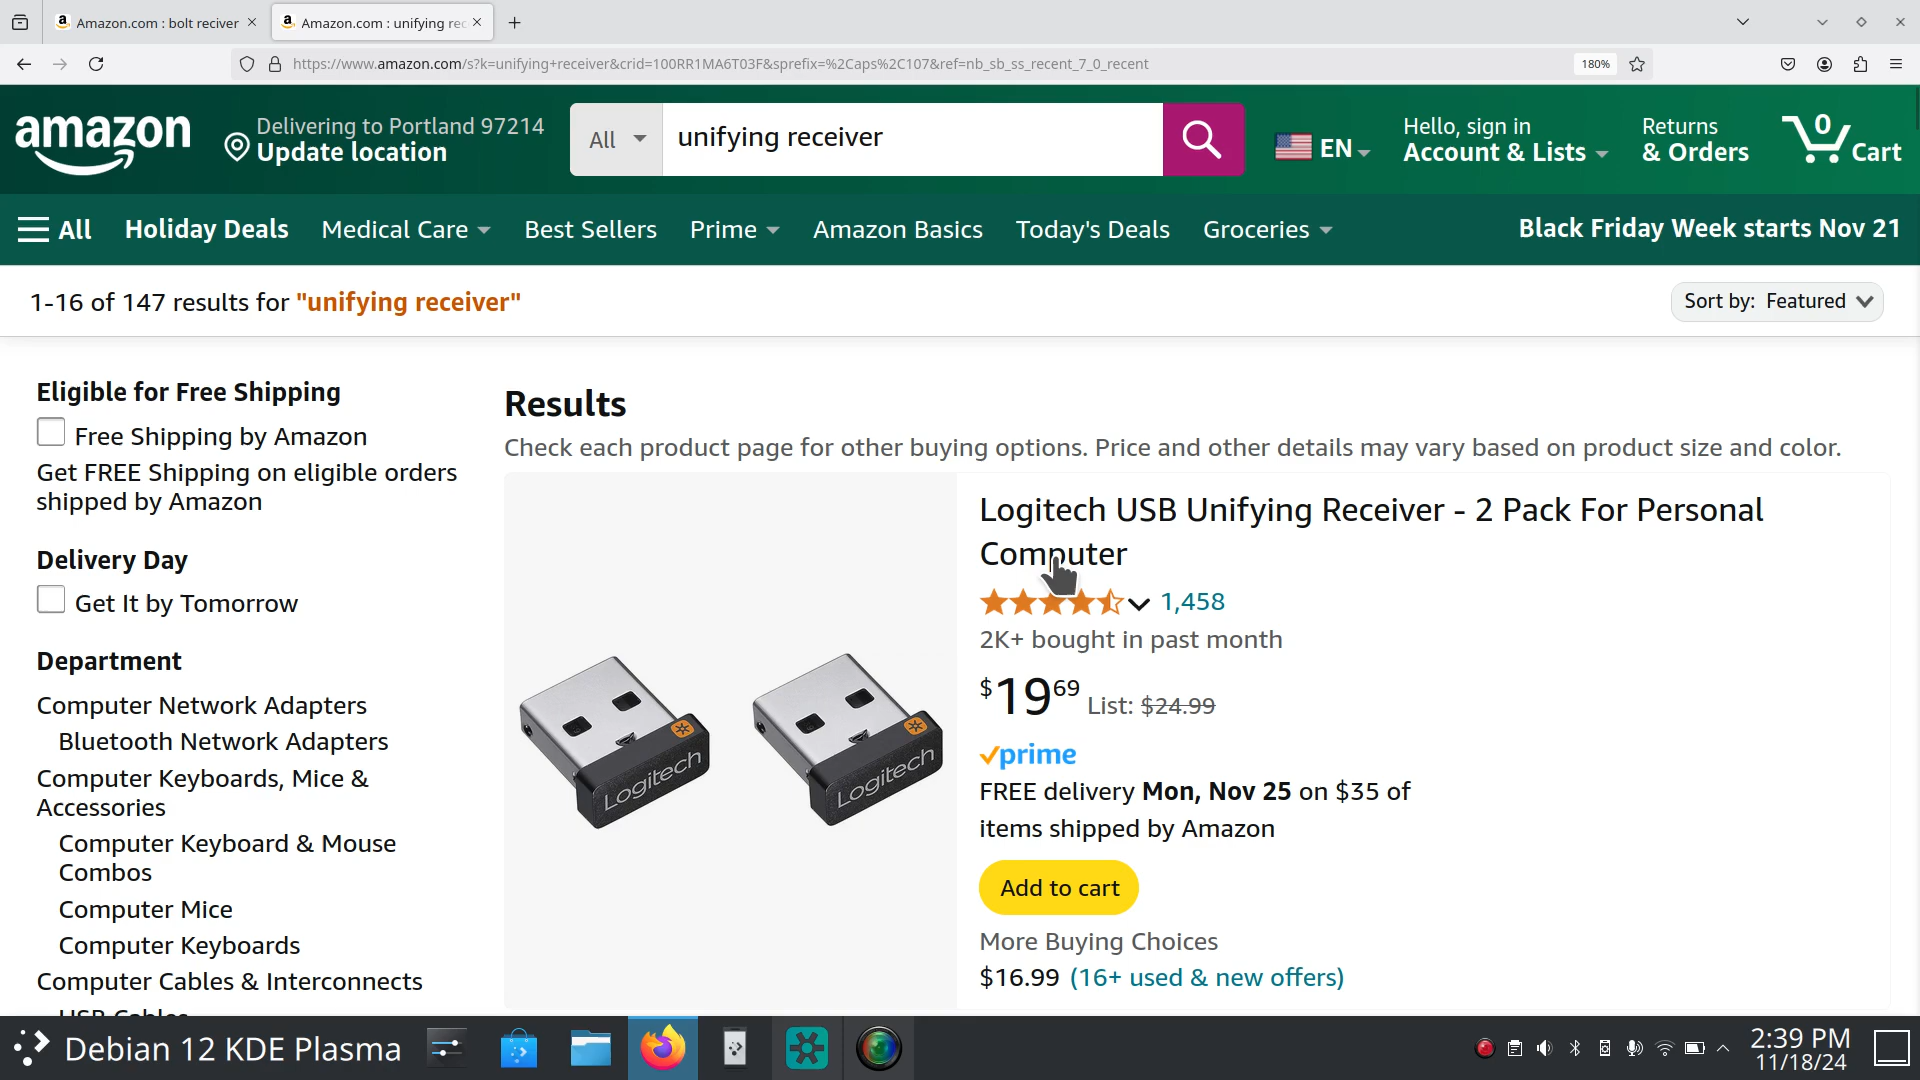 Amazon.com : bolt reciver
Amazon.com : unifying rec
https://www.amazon.com/s?k=unifying+receiver&crid=100RR1MA6T03F&sprefix=%2Caps%2C107&ref=nb_sb_ss_recent_7_0_recent
180%
amazon
Delivering to Portland 97214
Update location
All
unifying receiver
EN
Hello, sign in
Account & Lists
Returns
& Orders
0
Cart
All
Holiday Deals
Medical Care
Best Sellers
Prime
Amazon Basics
Today's Deals
Groceries
Black Friday Week starts Nov 21
1-16 of 147 results for "unifying receiver"
Sort by: Featured
Eligible for Free Shipping
Free Shipping by Amazon
Get FREE Shipping on eligible orders
shipped by Amazon
Delivery Day
Get It by Tomorrow
Department
Computer Network Adapters
Bluetooth Network Adapters
Computer Keyboards, Mice &
Accessories
Computer Keyboard & Mouse
Combos
Computer Mice
Computer Keyboards
Computer Cables & Interconnects
USB Cables
Results
Check each product page for other buying options. Price and other details may vary based on product size and color.
Logitech
Logitech
Logitech USB Unifying Receiver - 2 Pack For Personal
Computer
1,458
2K+ bought in past month
$19 69 List: $24.99
prime
FREE delivery Mon, Nov 25 on $35 of
items shipped by Amazon
Add to cart
More Buying Choices
$16.99 (16+ used & new offers)
Debian 12 KDE Plasma
2:39 PM
11/18/24